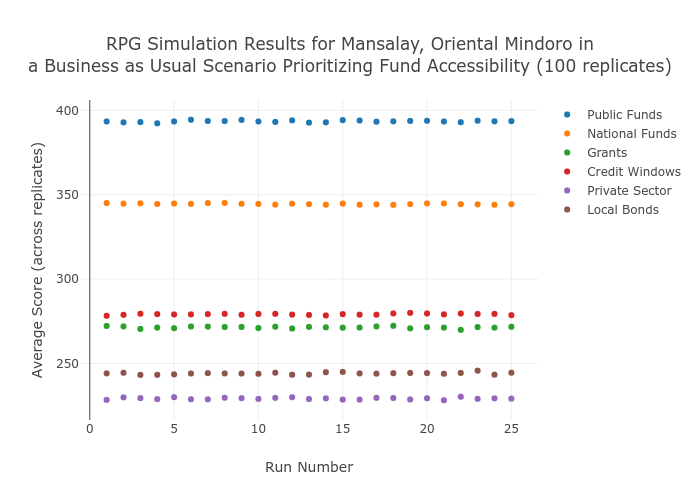 RPG Simulation Results for Mansalay, Oriental Mindoro in
a Business as Usual Scenario Prioritizing Fund Accessibility (100 replicates)
400
350
300
250
0
5
10
15
20
25
Average Score (across replicates)
Run Number
Public Funds
National Funds
Grants
Credit Windows
Private Sector
Local Bonds